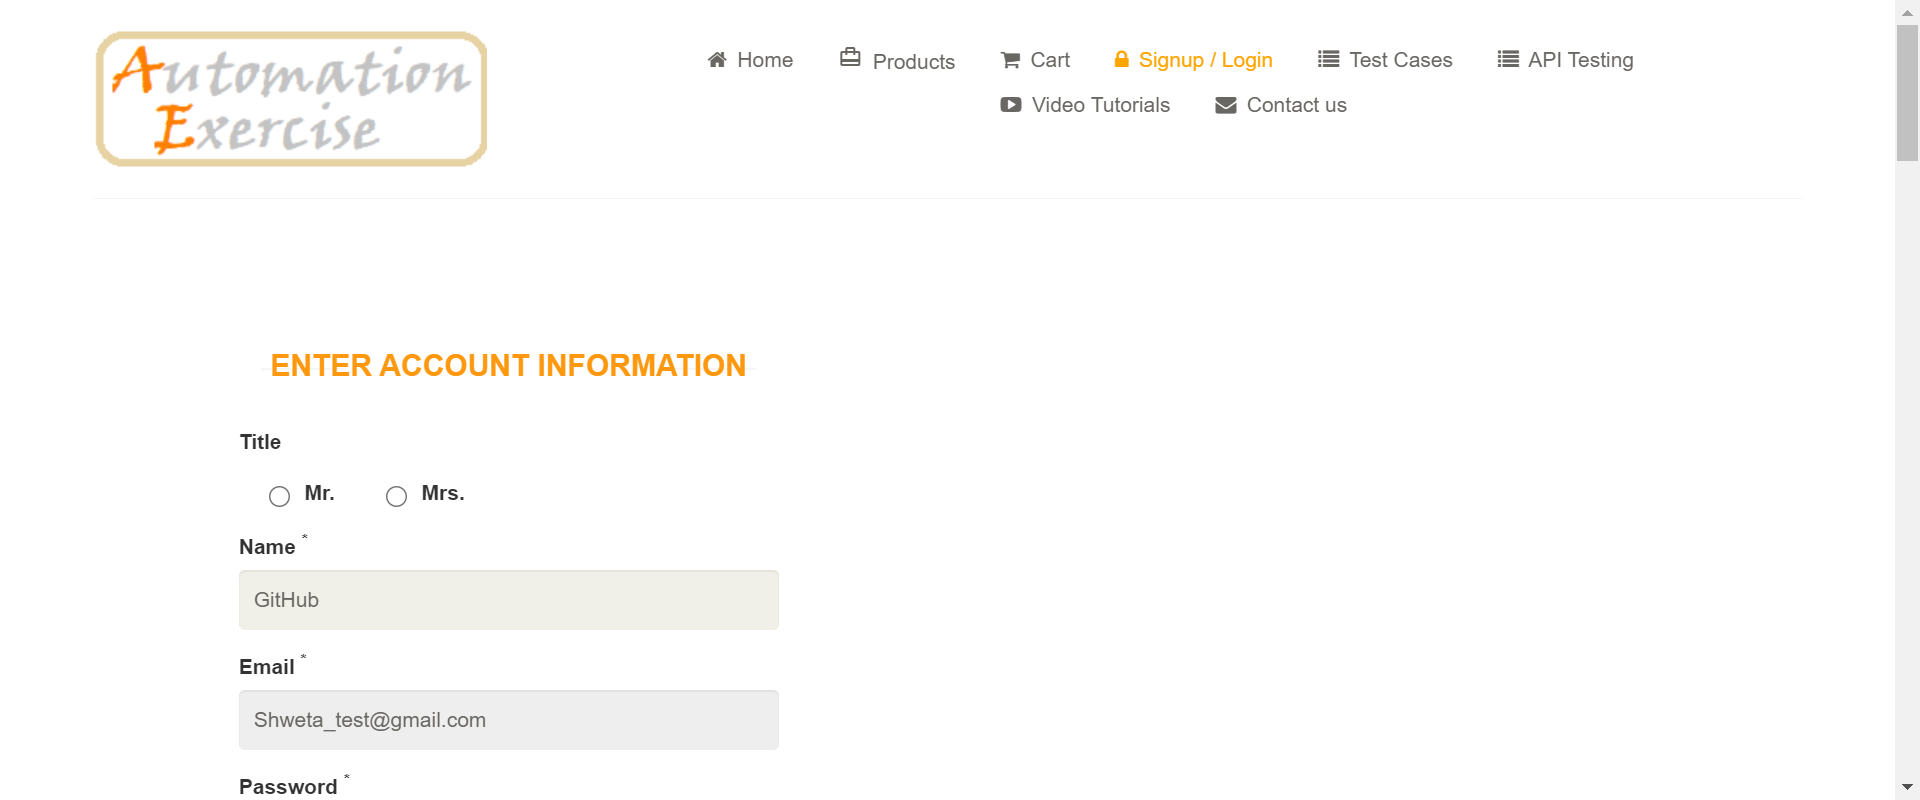 Automation
Exercise
Home Products Cart Signup / Login Test Cases API Testing
Video Tutorials Contact us
ENTER ACCOUNT INFORMATION
Title
Mr. Mrs.
Name *
GitHub
Email *
Shweta_test@gmail.com
Password *